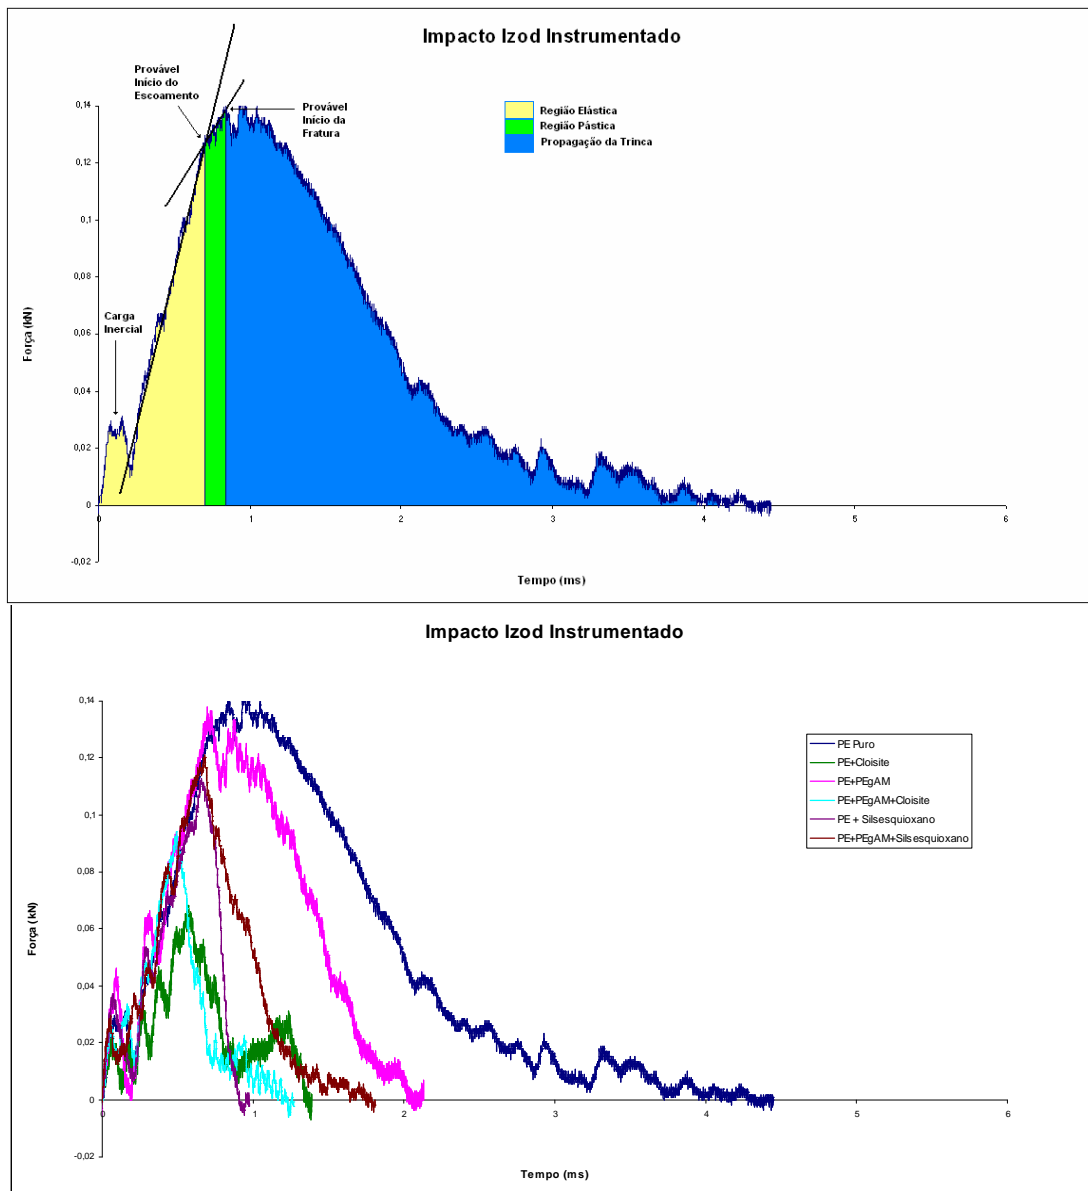 Impacto Izod Instrumentado
Provável
Início do
Escoamento
Provável
Início da
Fratura
Região Elástica
Região Pástica
Propagação da Trinca
Carga
Inercial
Força (kN)
0,14
0,12
0,1
0,08
0,06
0,04
0,02
0
-0,02
0 1 2 3 4 5 6
Tempo (ms)
Impacto Izod Instrumentado
PE Puro
PE+Cloisite
PE+PEgAM
PE+PEgAM+Cloisite
PE + Silsesquioxano
PE+PEgAM+Silsesquioxano
Força (kN)
0,14
0,12
0,1
0,08
0,06
0,04
0,02
0
-0,02
0 1 2 3 4 5 6
Tempo (ms)